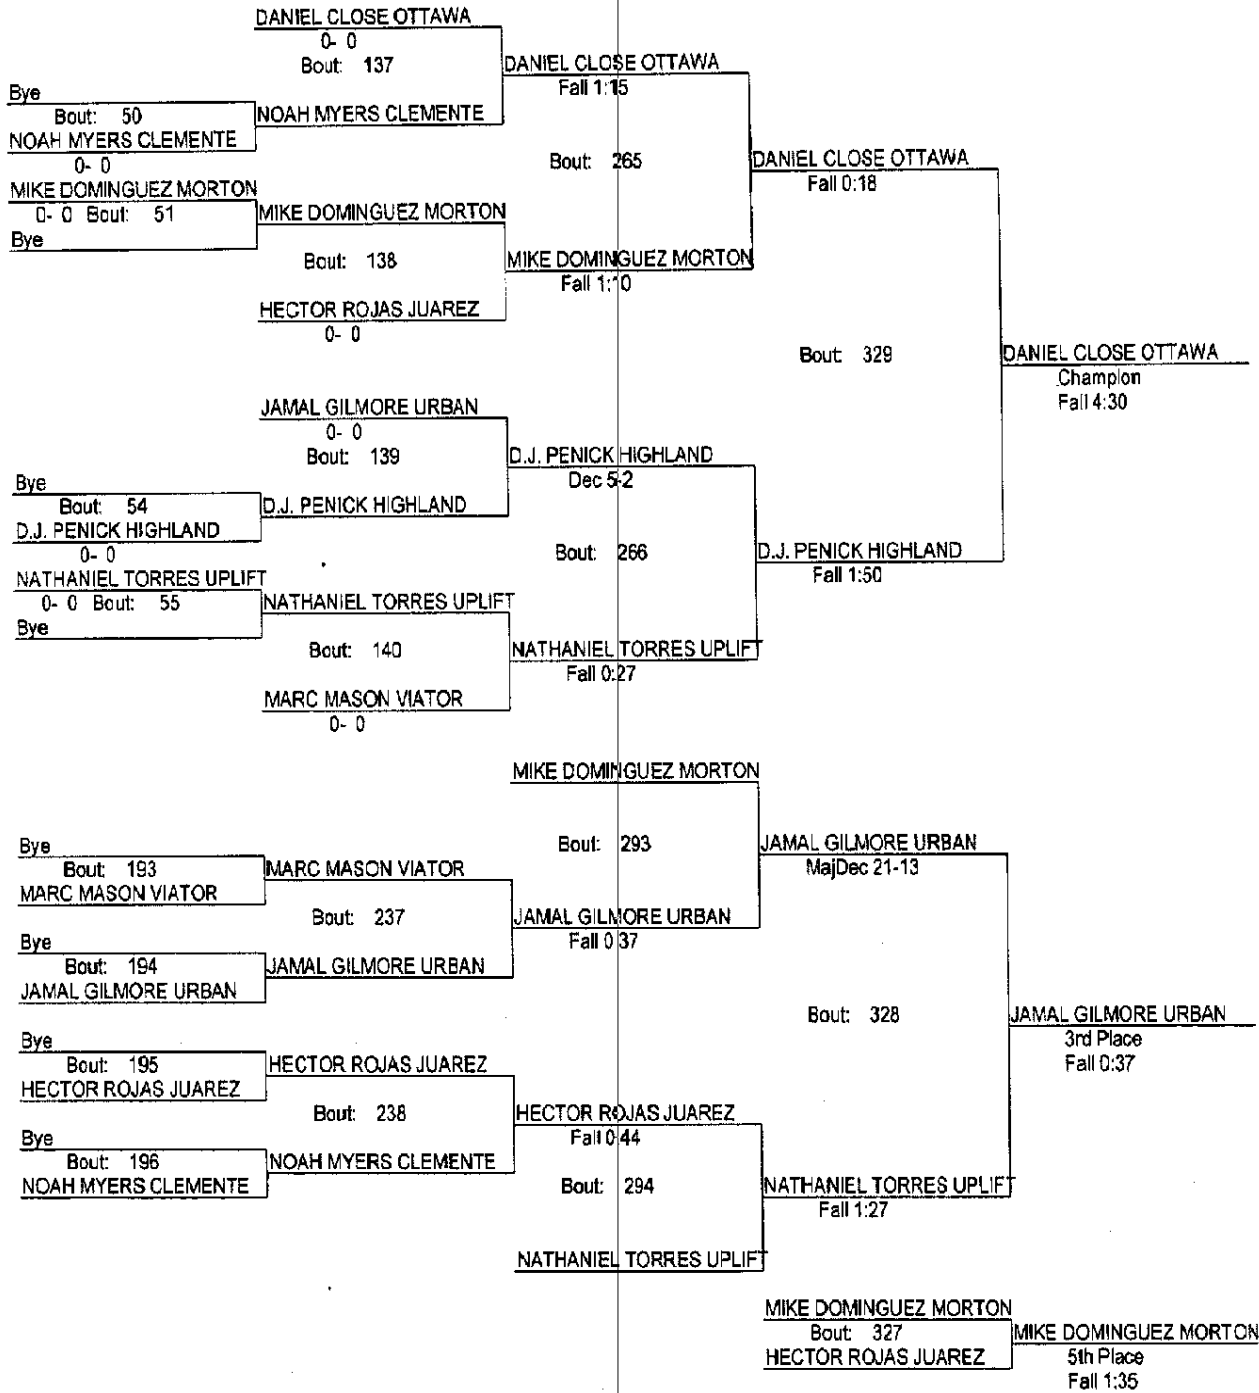 DANIEL CLOSE OTTAWA
0- 0
Bout: 137
DANIEL CLOSE OTTAWA
Fall 1:15
Bye
Bout: 50
NOAH MYERS CLEMENTE
NOAH MYERS CLEMENTE
0- 0
Bout: 265
DANIEL CLOSE OTTAWA
Fall 0:18
MIKE DOMINGUEZ MORTON
0- 0 Bout: 51
Bye
MIKE DOMINGUEZ MORTON
Bout: 138
MIKE DOMINGUEZ MORTON
Fall 1:10
HECTOR ROJAS JUAREZ
0- 0
Bout: 329
DANIEL CLOSE OTTAWA
Champion
Fall 4:30
JAMAL GILMORE URBAN
0- 0
Bout: 139
D.J. PENICK HIGHLAND
Dec 5-2
Bye
Bout: 54
D.J. PENICK HIGHLAND
D.J. PENICK HIGHLAND
0- 0
Bout: 266
D.J. PENICK HIGHLAND
Fall 1:50
NATHANIEL TORRES UPLIFT
0- 0 Bout: 55
Bye
NATHANIEL TORRES UPLIFT
Bout: 140
NATHANIEL TORRES UPLIFT
Fall 0:27
MARC MASON VIATOR
0- 0
MIKE DOMINGUEZ MORTON
Bout: 293
JAMAL GILMORE URBAN
MajDec 21-13
Bye
Bout: 193
MARC MASON VIATOR
MARC MASON VIATOR
Bout: 237
JAMAL GILMORE URBAN
Fall 0:37
Bye
Bout: 194
JAMAL GILMORE URBAN
JAMAL GILMORE URBAN
Bout: 328
JAMAL GILMORE URBAN
3rd Place
Fall 0:37
Bye
Bout: 195
HECTOR ROJAS JUAREZ
HECTOR ROJAS JUAREZ
Bout: 238
HECTOR ROJAS JUAREZ
Fall 0:44
Bye
Bout: 196
NOAH MYERS CLEMENTE
NOAH MYERS CLEMENTE
Bout: 294
NATHANIEL TORRES UPLIFT
Fall 1:27
NATHANIEL TORRES UPLIFT
MIKE DOMINGUEZ MORTON
Bout: 327
HECTOR ROJAS JUAREZ
MIKE DOMINGUEZ MORTON
5th Place
Fall 1:35